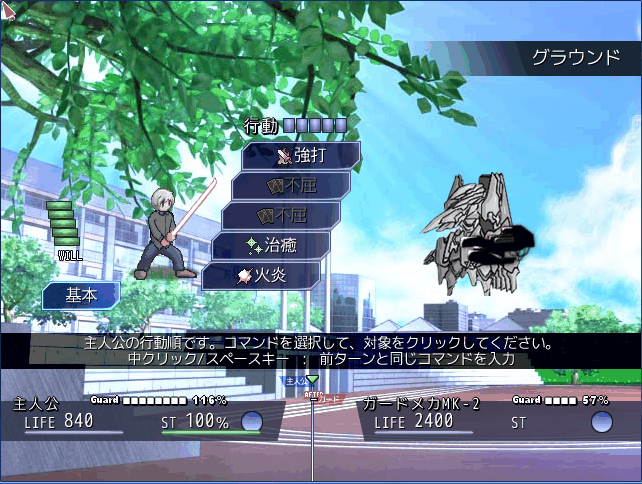 グラウンド
行動
強打
不屈
不屈
治癒
火炎
WILL
基本
主人公の行動順です。コマンドを選択して、対象をクリックしてください。
中クリック/スペースキー : 前ターンと同じコマンドを入力
主人公
主人公 Guard 116%
LIFE 840 ST 100%
ガードメカMK-2 Guard 57%
LIFE 2400 ST